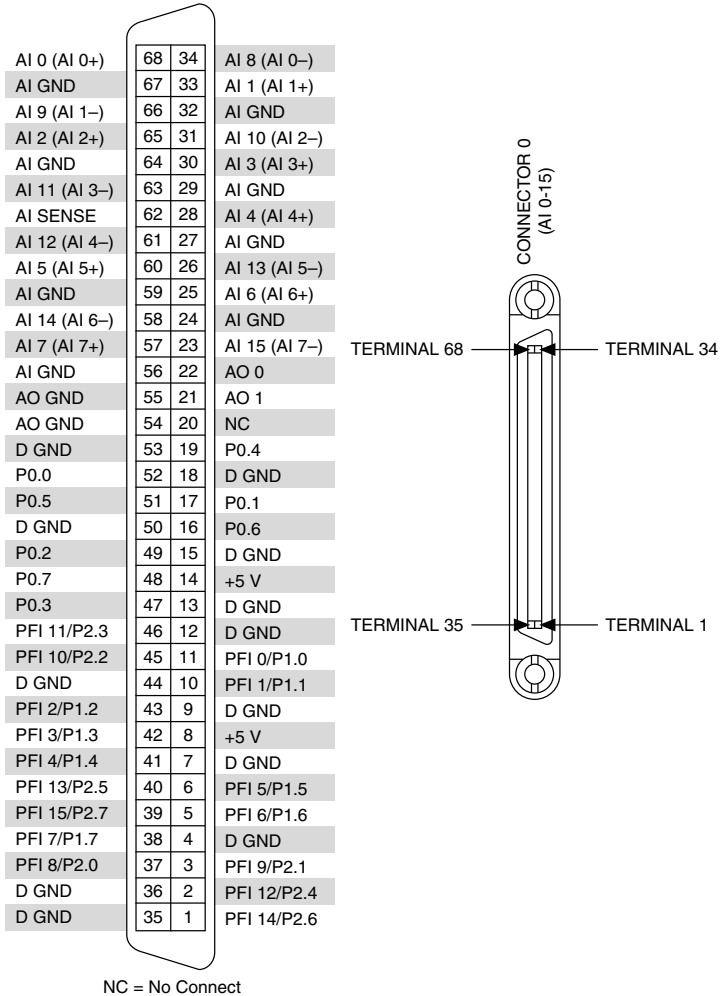 AI 0 (AI 0+) 68 34 AI 8 (AI 0–)
AI GND 67 33 AI 1 (AI 1+)
AI 9 (AI 1–) 66 32 AI GND
AI 2 (AI 2+) 65 31 AI 10 (AI 2–)
AI GND 64 30 AI 3 (AI 3+)
AI 11 (AI 3–) 63 29 AI GND
AI SENSE 62 28 AI 4 (AI 4+)
AI 12 (AI 4–) 61 27 AI GND
AI 5 (AI 5+) 60 26 AI 13 (AI 5–)
AI GND 59 25 AI 6 (AI 6+)
AI 14 (AI 6–) 58 24 AI GND
AI 7 (AI 7+) 57 23 AI 15 (AI 7–)
AI GND 56 22 AO 0
AO GND 55 21 AO 1
AO GND 54 20 NC
D GND 53 19 P0.4
P0.0 52 18 D GND
P0.5 51 17 P0.1
D GND 50 16 P0.6
P0.2 49 15 D GND
P0.7 48 14 +5 V
P0.3 47 13 D GND
PFI 11/P2.3 46 12 D GND
PFI 10/P2.2 45 11 PFI 0/P1.0
D GND 44 10 PFI 1/P1.1
PFI 2/P1.2 43 9 D GND
PFI 3/P1.3 42 8 +5 V
PFI 4/P1.4 41 7 D GND
PFI 13/P2.5 40 6 PFI 5/P1.5
PFI 15/P2.7 39 5 PFI 6/P1.6
PFI 7/P1.7 38 4 D GND
PFI 8/P2.0 37 3 PFI 9/P2.1
D GND 36 2 PFI 12/P2.4
D GND 35 1 PFI 14/P2.6
NC = No Connect
CONNECTOR 0
(AI 0-15)
TERMINAL 68
TERMINAL 34
TERMINAL 35
TERMINAL 1